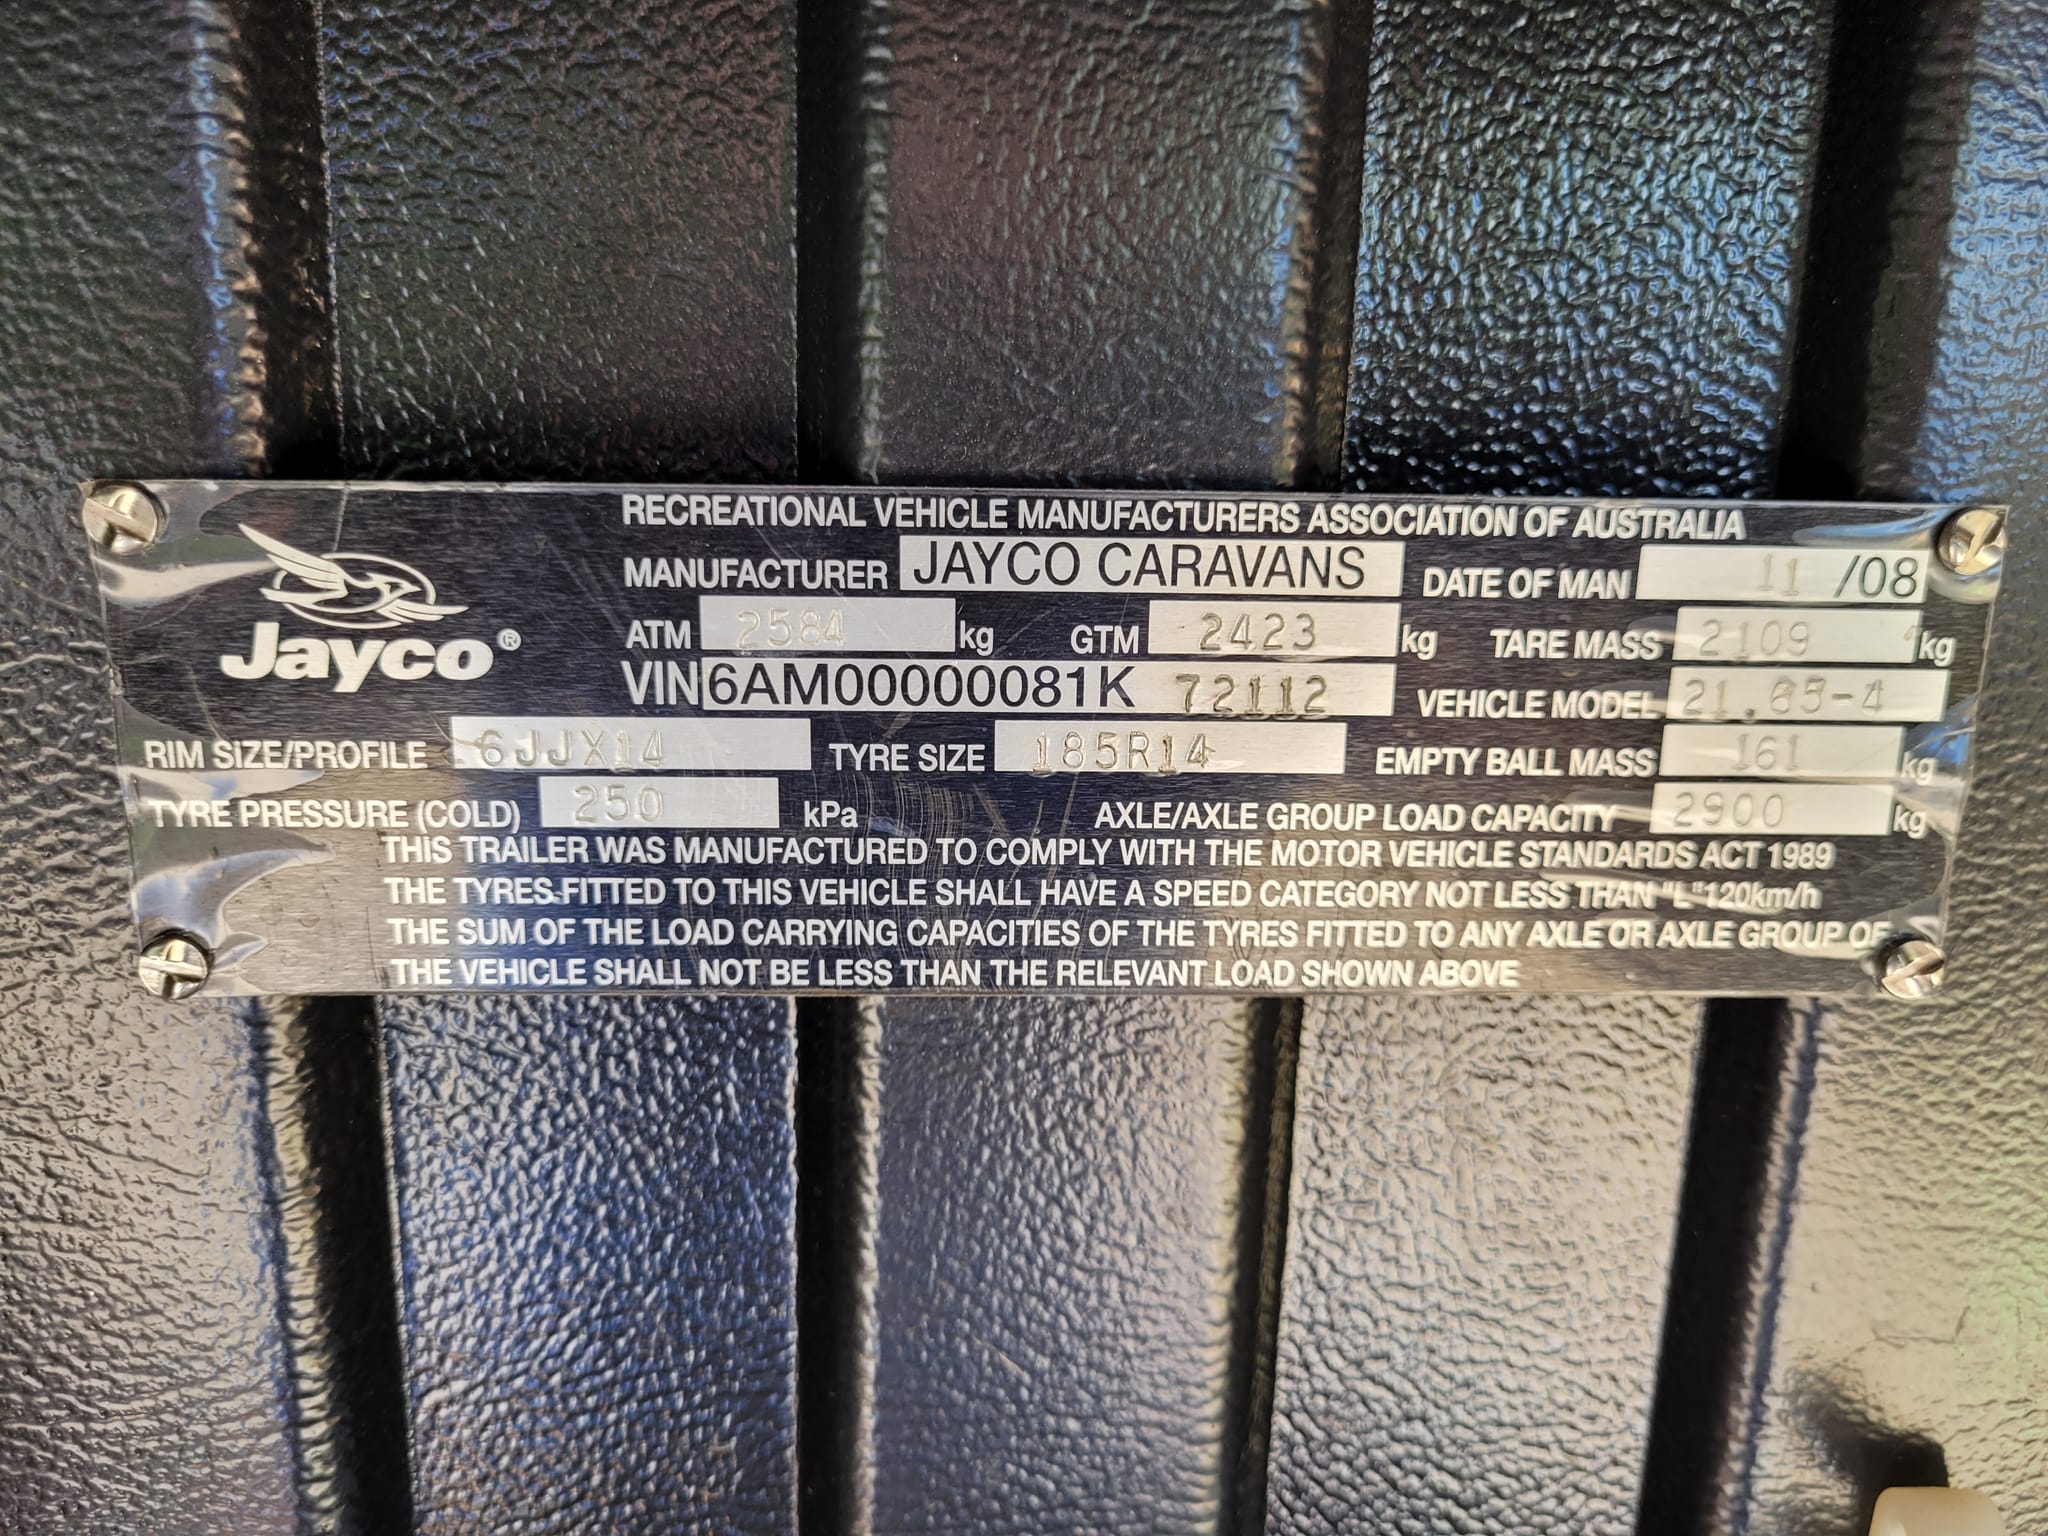 RECREATIONAL VEHICLE MANUFACTURERS ASSOCIATION OF AUSTRALIA
MANUFACTURER JAYCO CARAVANS DATE OF MAN 11 /08
Jayco®
ATM 2584 kg GTM 2423 kg TARE MASS 2109 kg
VIN 6AM00000081K 72112 VEHICLE MODEL 21.65-4
RIM SIZE/PROFILE 6JJX14 TYRE SIZE 185R14 EMPTY BALL MASS 161 kg
TYRE PRESSURE (COLD) 250 kPa AXLE/AXLE GROUP LOAD CAPACITY 2900 kg
THIS TRAILER WAS MANUFACTURED TO COMPLY WITH THE MOTOR VEHICLE STANDARDS ACT 1989
THE TYRES FITTED TO THIS VEHICLE SHALL HAVE A SPEED CATEGORY NOT LESS THAN "L" 120km/h
THE SUM OF THE LOAD CARRYING CAPACITIES OF THE TYRES FITTED TO ANY AXLE OR AXLE GROUP OF
THE VEHICLE SHALL NOT BE LESS THAN THE RELEVANT LOAD SHOWN ABOVE